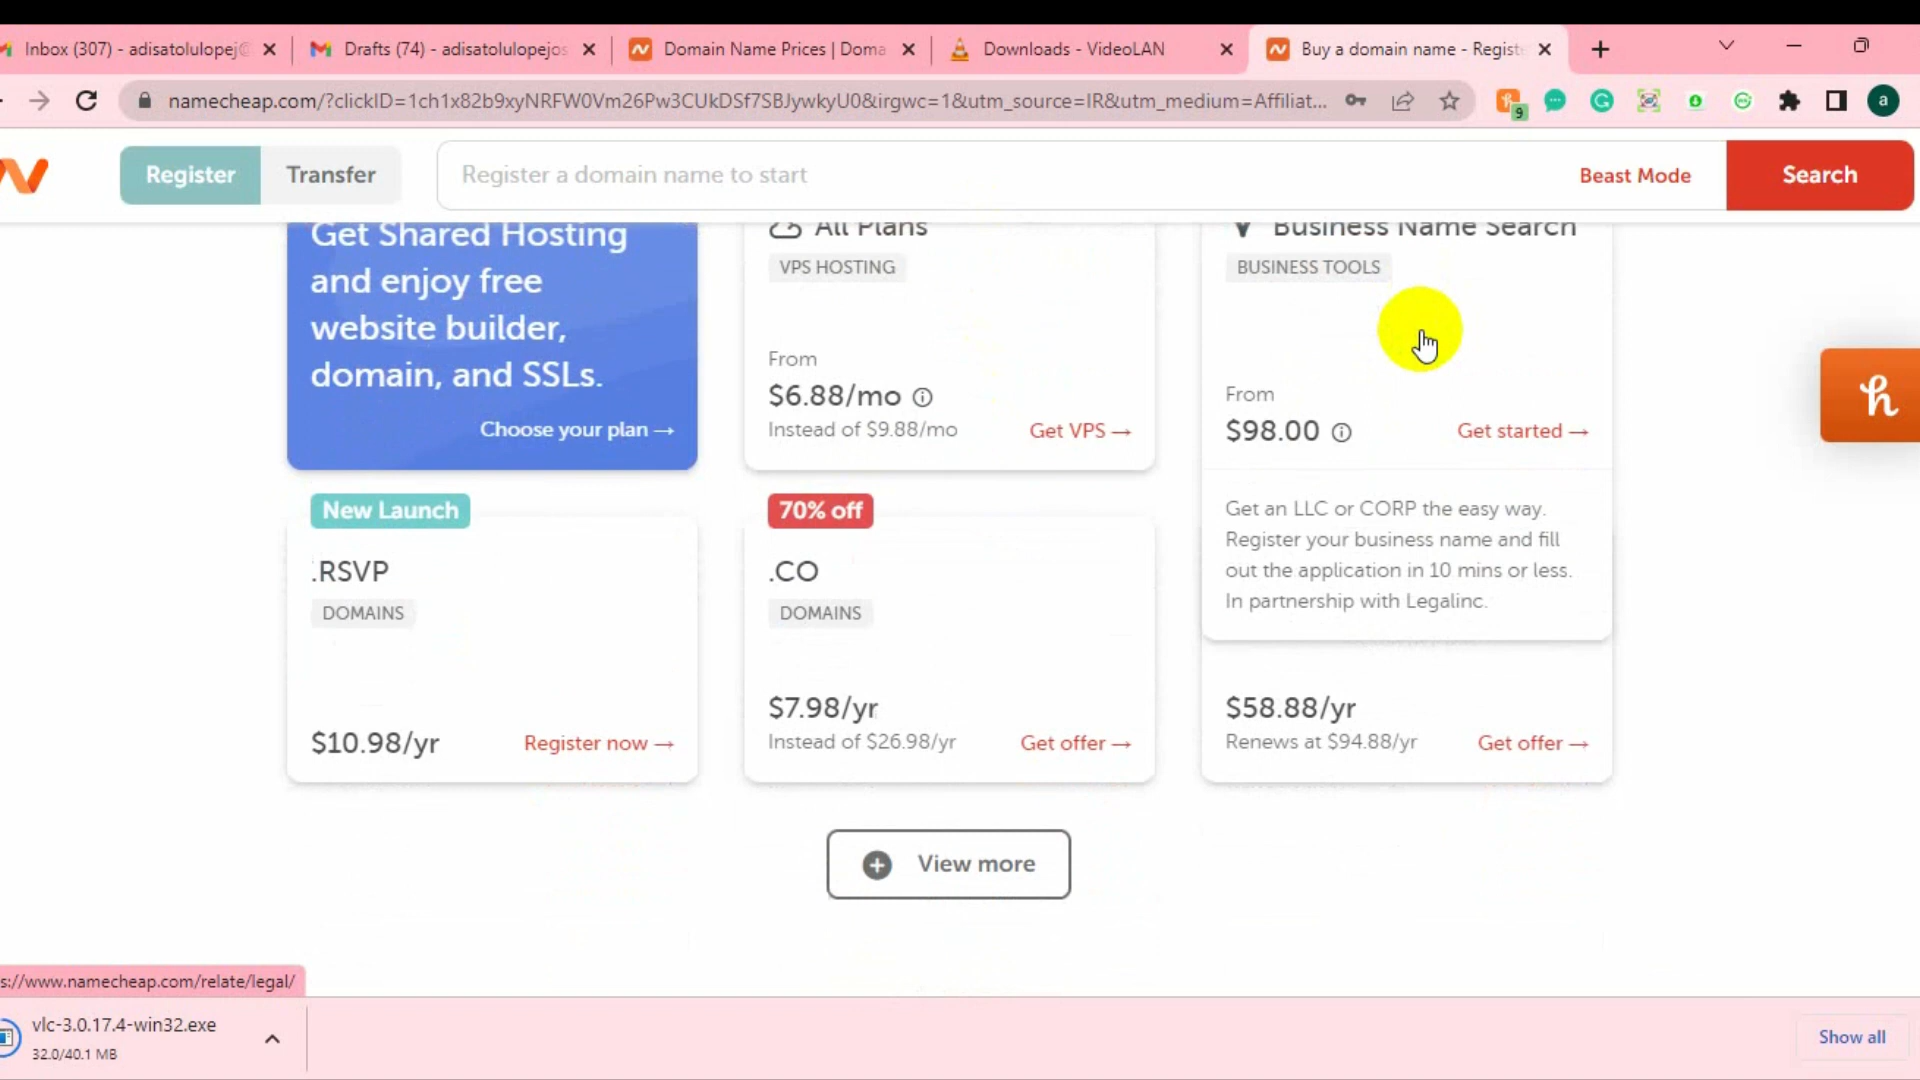 Inbox (307) - adisatolulopej@
Drafts (74) - adisatolulopejos
Domain Name Prices | Doma
Downloads - VideoLAN
Buy a domain name - Regist
namecheap.com/?clickID=1ch1x82b9xyNRFW0Vm26Pw3CUkDSf7SBJywkyU0&irgwc=1&utm_source=IR&utm_medium=Affiliat...
9
a
Register
Transfer
Register a domain name to start
Beast Mode
Search
Get Shared Hosting
and enjoy free
website builder,
domain, and SSLs.
Choose your plan →
All Plans
VPS HOSTING
From
$6.88/mo
Instead of $9.88/mo
Get VPS →
Business Name Search
BUSINESS TOOLS
From
$98.00
Get started →
Get an LLC or CORP the easy way.
Register your business name and fill
out the application in 10 mins or less.
In partnership with Legalinc.
New Launch
.RSVP
DOMAINS
$10.98/yr
Register now →
70% off
.CO
DOMAINS
$7.98/yr
Instead of $26.98/yr
Get offer →
$58.88/yr
Renews at $94.88/yr
Get offer →
View more
s://www.namecheap.com/relate/legal/
vlc-3.0.17.4-win32.exe
32.0/40.1 MB
Show all